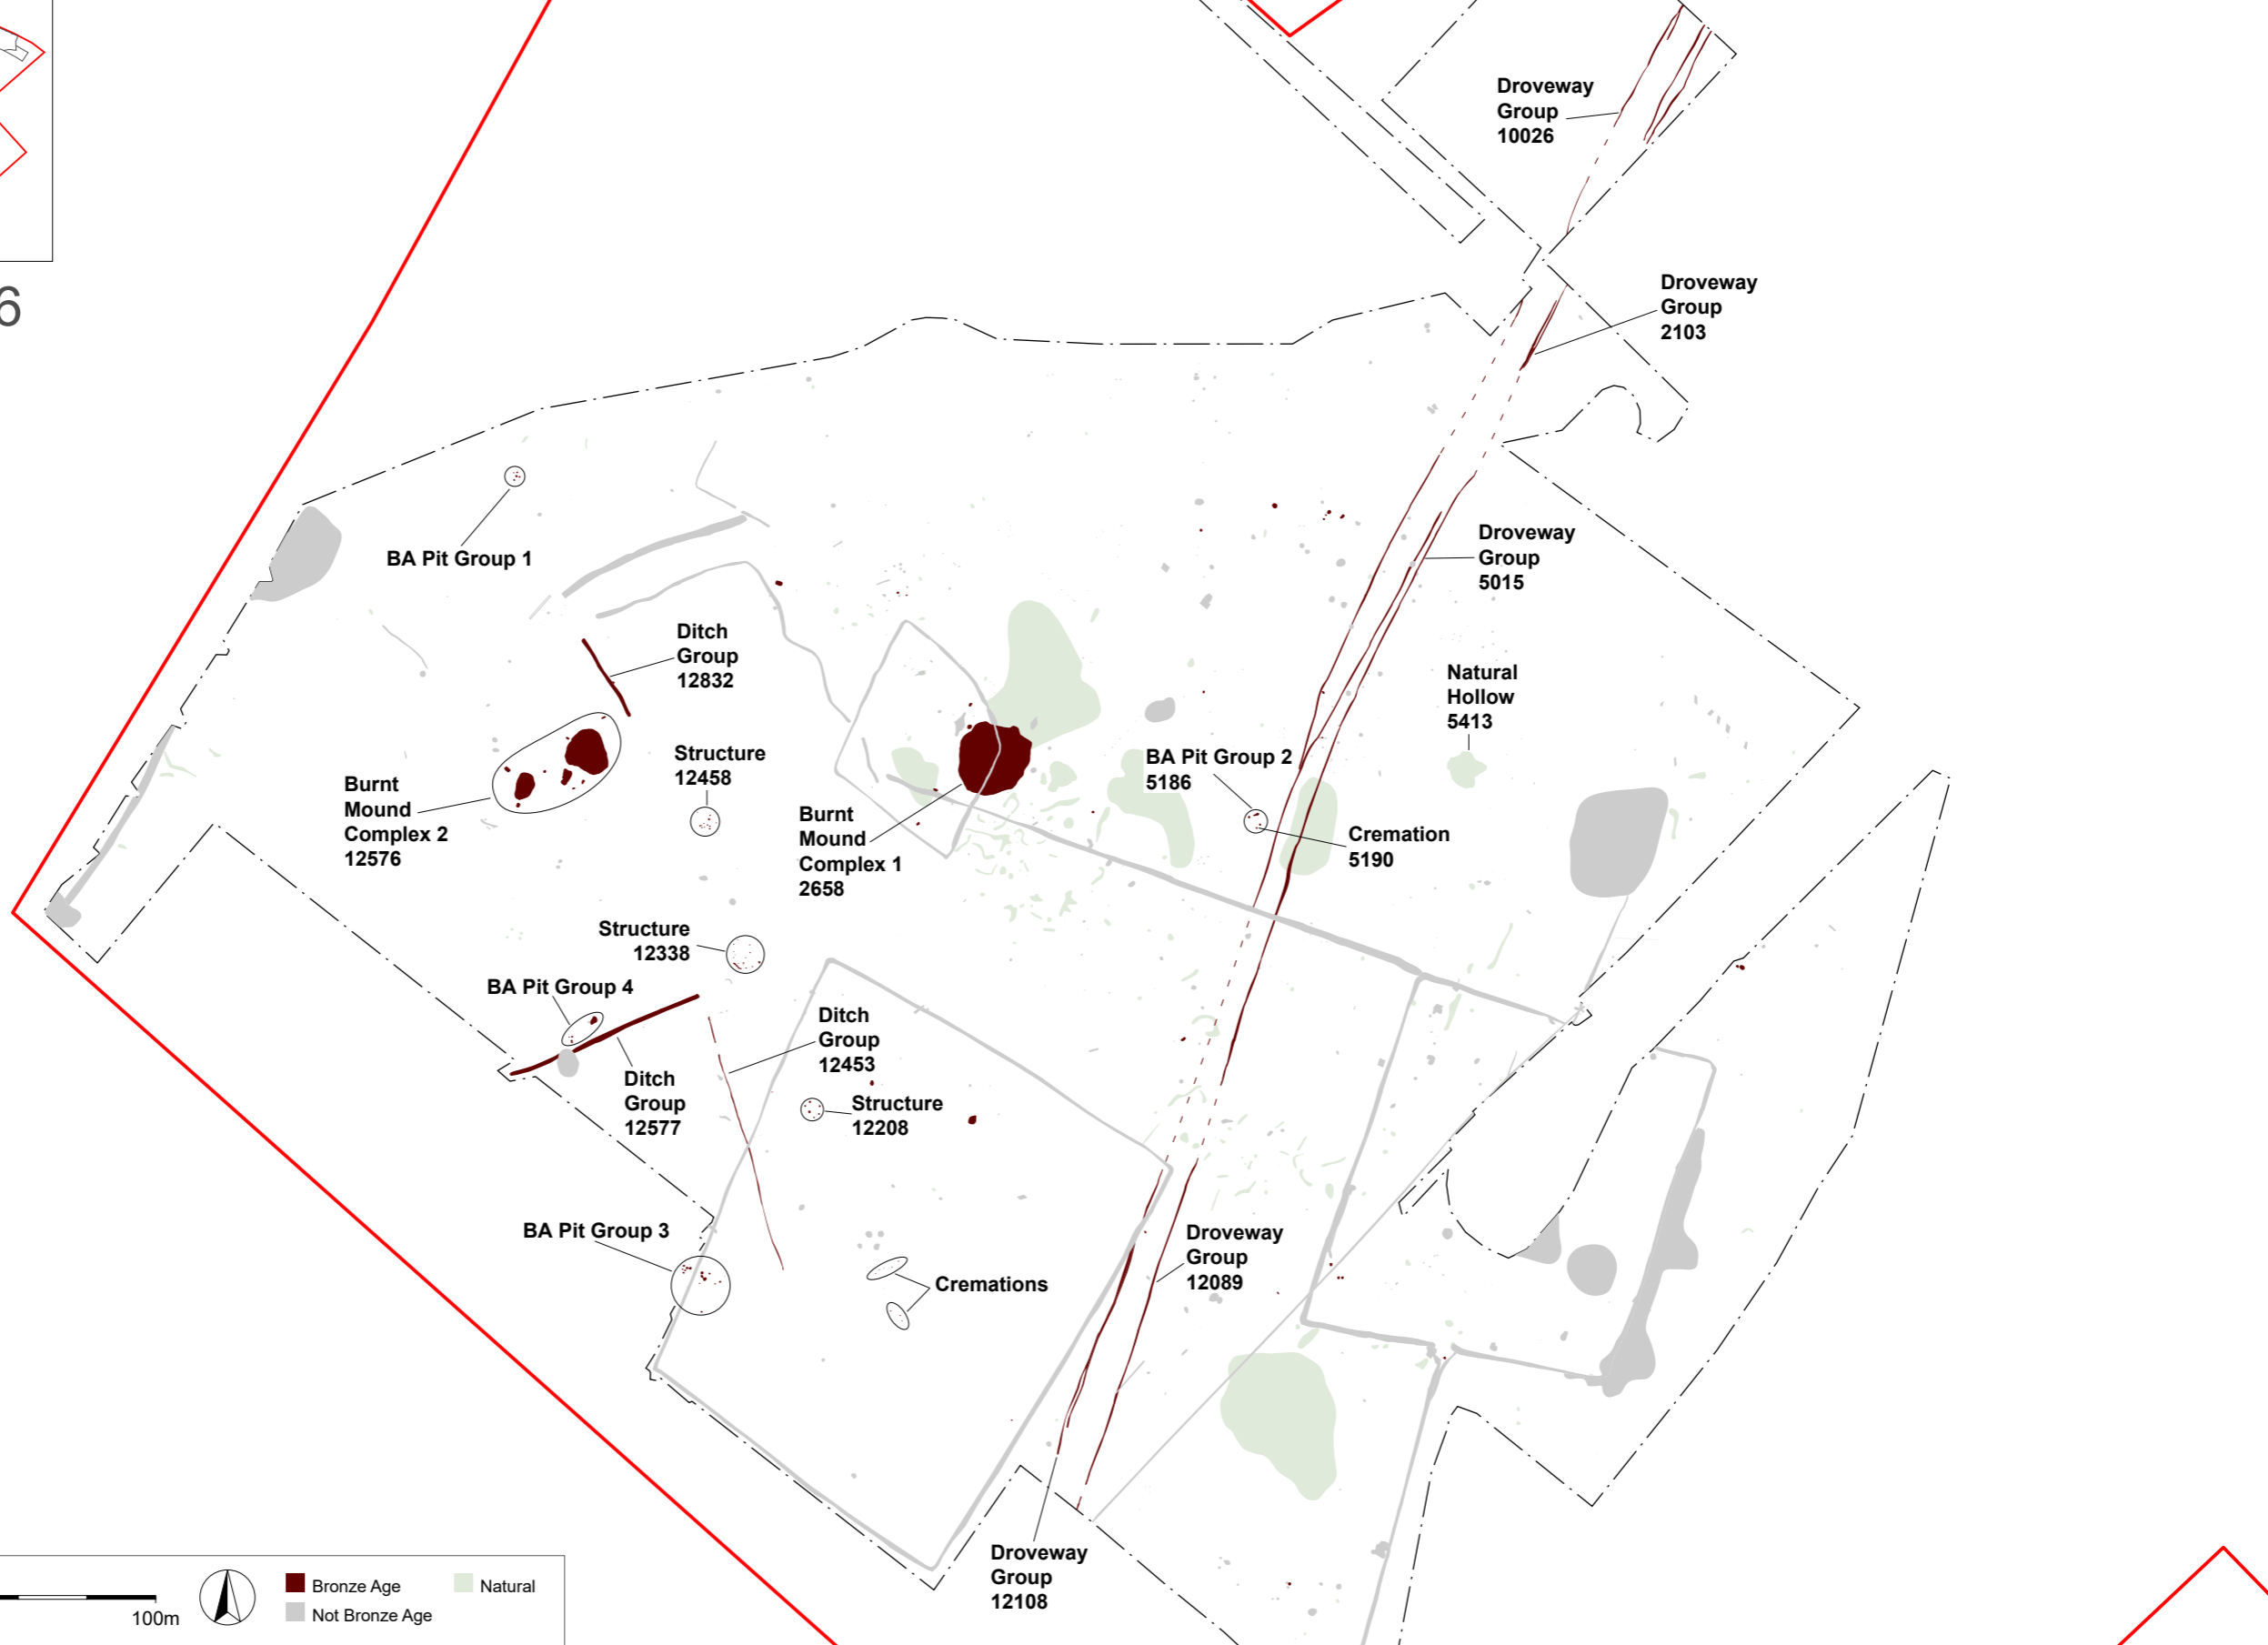 6
Droveway
Group
10026
Droveway
Group
2103
BA Pit Group 1
Droveway
Group
5015
Ditch
Group
12832
Natural
Hollow
5413
Structure
12458
BA Pit Group 2
5186
Burnt
Mound
Complex 2
12576
Burnt
Mound
Complex 1
2658
Cremation
5190
Structure
12338
BA Pit Group 4
Ditch
Group
12453
Ditch
Group
12577
Structure
12208
BA Pit Group 3
Cremations
Droveway
Group
12089
Droveway
Group
12108
100m
Bronze Age
Natural
Not Bronze Age